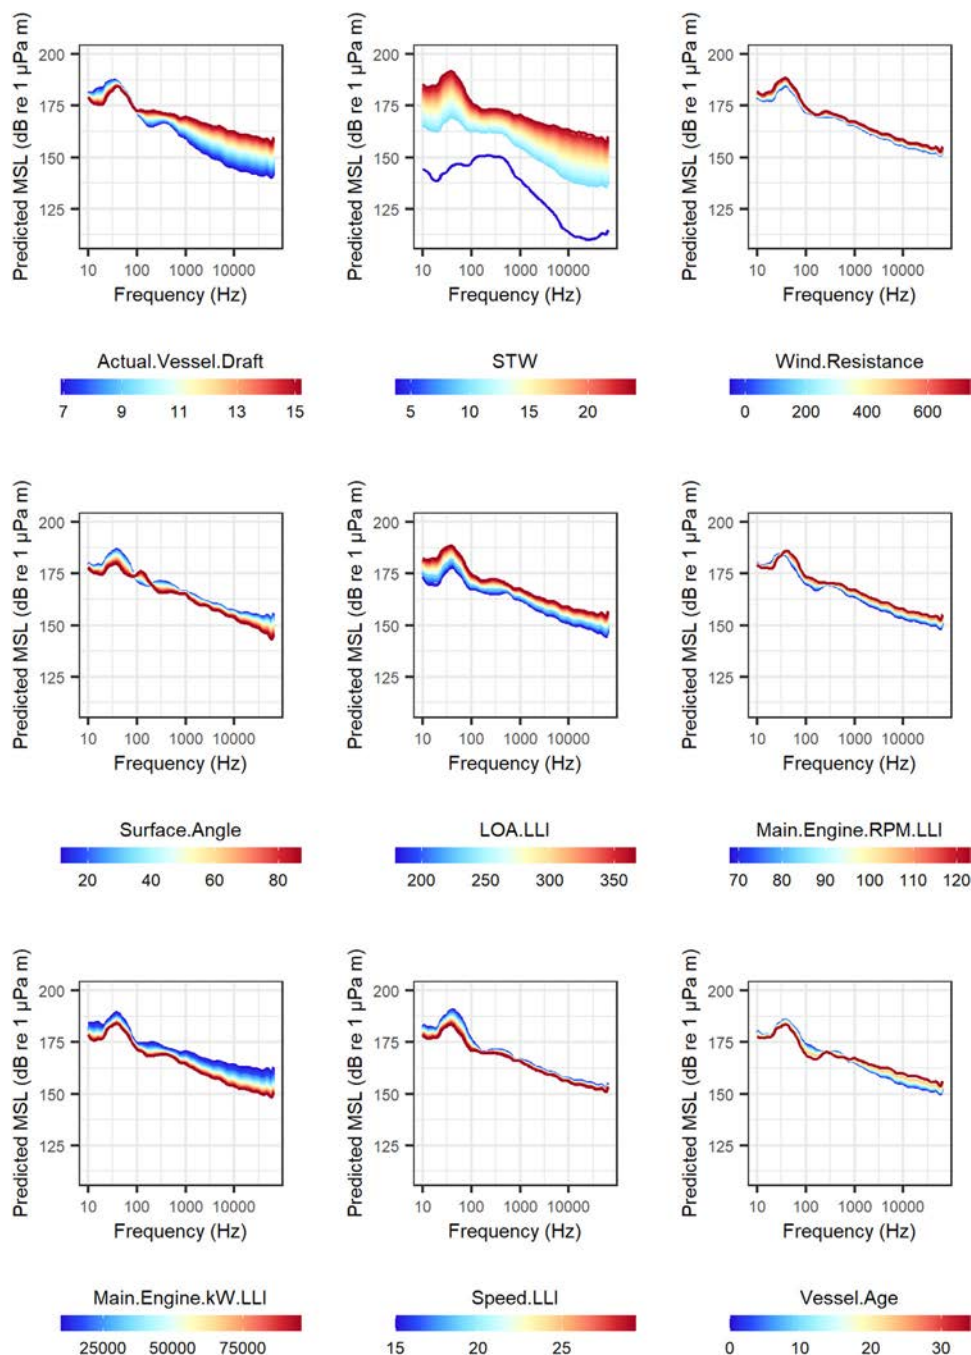 Predicted MSL (dB re 1 µPa m)
200
175
150
125
10 100 1000 10000
Frequency (Hz)
Actual.Vessel.Draft
7 9 11 13 15
Predicted MSL (dB re 1 µPa m)
200
175
150
125
10 100 1000 10000
Frequency (Hz)
STW
5 10 15 20
Predicted MSL (dB re 1 µPa m)
200
175
150
125
10 100 1000 10000
Frequency (Hz)
Wind.Resistance
0 200 400 600
Predicted MSL (dB re 1 µPa m)
200
175
150
125
10 100 1000 10000
Frequency (Hz)
Surface.Angle
20 40 60 80
Predicted MSL (dB re 1 µPa m)
200
175
150
125
10 100 1000 10000
Frequency (Hz)
LOA.LLI
200 250 300 350
Predicted MSL (dB re 1 µPa m)
200
175
150
125
10 100 1000 10000
Frequency (Hz)
Main.Engine.RPM.LLI
70 80 90 100 110 120
Predicted MSL (dB re 1 µPa m)
200
175
150
125
10 100 1000 10000
Frequency (Hz)
Main.Engine.kW.LLI
25000 50000 75000
Predicted MSL (dB re 1 µPa m)
200
175
150
125
10 100 1000 10000
Frequency (Hz)
Speed.LLI
15 20 25
Predicted MSL (dB re 1 µPa m)
200
175
150
125
10 100 1000 10000
Frequency (Hz)
Vessel.Age
0 10 20 30